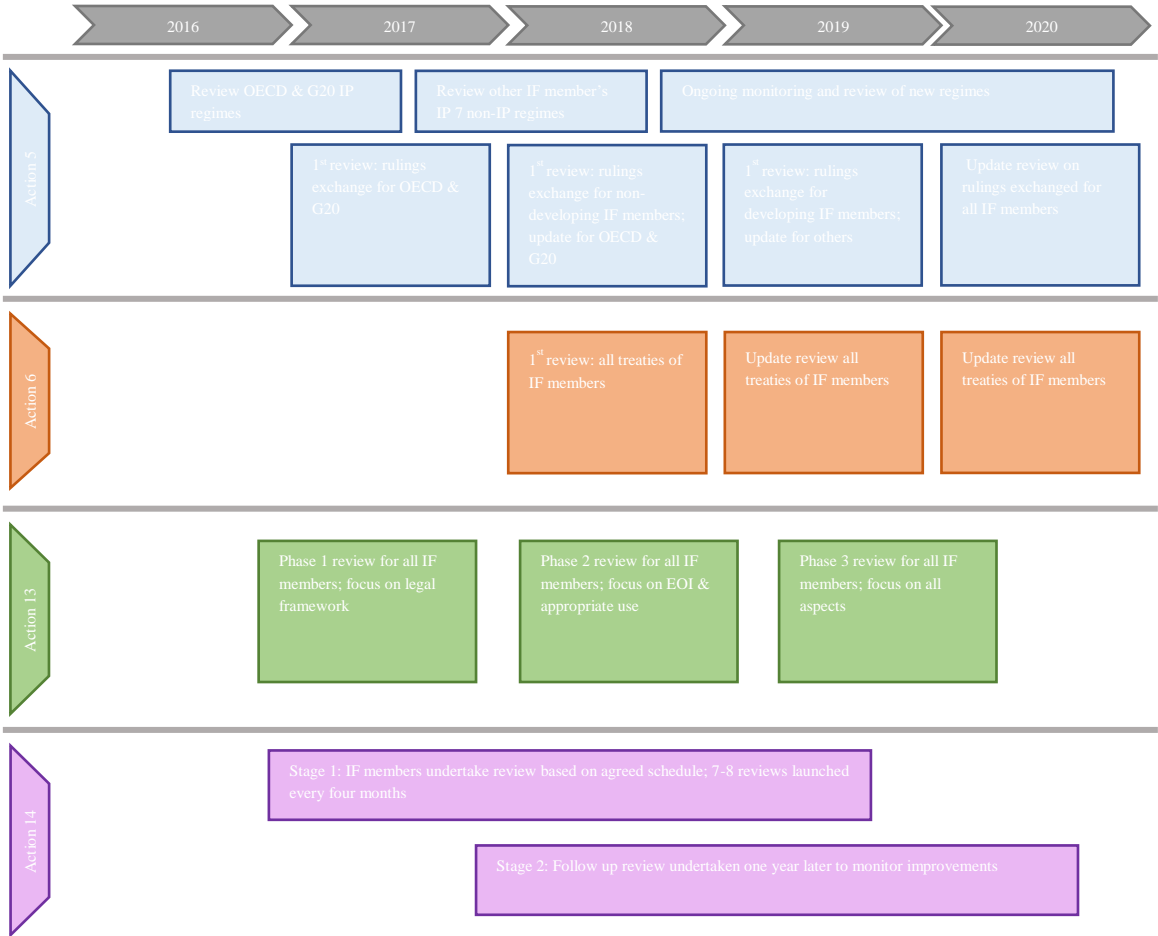 2016
2017
2018
2019
2020
Action 5
Review OECD & G20 IP
regimes
Review other IF member's
IP 7 non-IP regimes
Ongoing monitoring and review of new regimes
1st review: rulings
exchange for OECD &
G20
1st review: rulings
exchange for non-
developing IF members;
update for OECD &
G20
1st review: rulings
exchange for
developing IF members;
update for others
Update review on
rulings exchanged for
all IF members
Action 6
1st review: all treaties of
IF members
Update review all
treaties of IF members
Update review all
treaties of IF members
Action 13
Phase 1 review for all IF
members; focus on legal
framework
Phase 2 review for all IF
members; focus on EOI &
appropriate use
Phase 3 review for all IF
members; focus on all
aspects
Action 14
Stage 1: IF members undertake review based on agreed schedule; 7-8 reviews launched
every four months
Stage 2: Follow up review undertaken one year later to monitor improvements